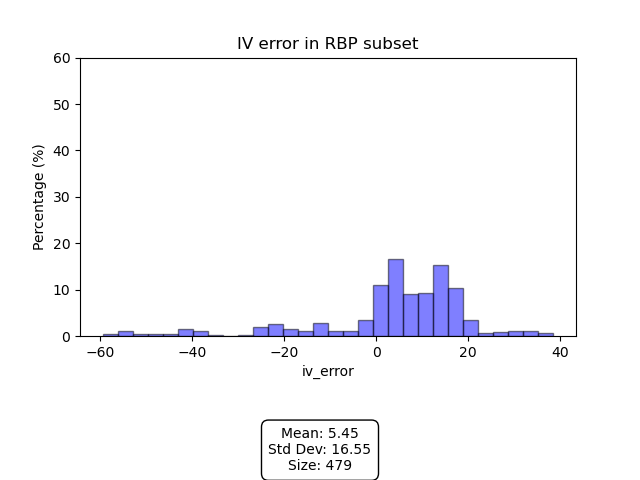 IV error in RBP subset
Percentage (%)
60
50
40
30
20
10
0
−60 −40 −20 0 20 40
iv_error
Mean: 5.45
Std Dev: 16.55
Size: 479